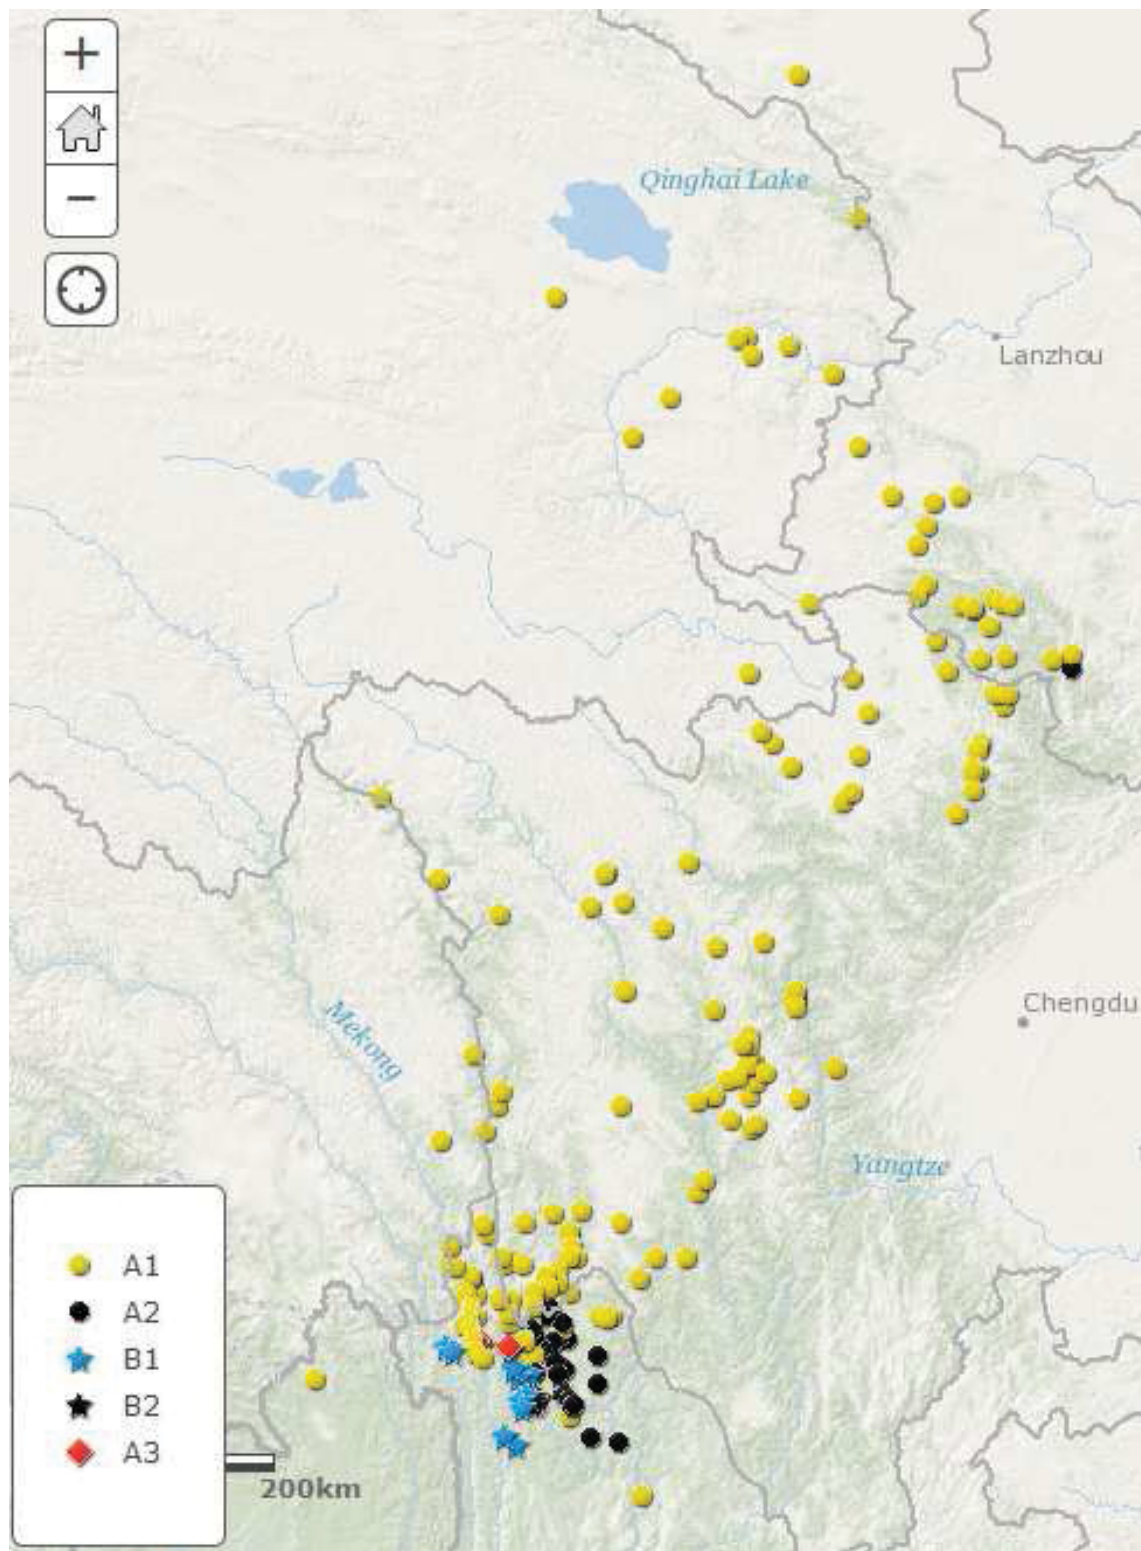 +
Qinghai Lake
−
Lanzhou
Chengdu
Mekong
Yangtze
A1
A2
B1
B2
A3
200km